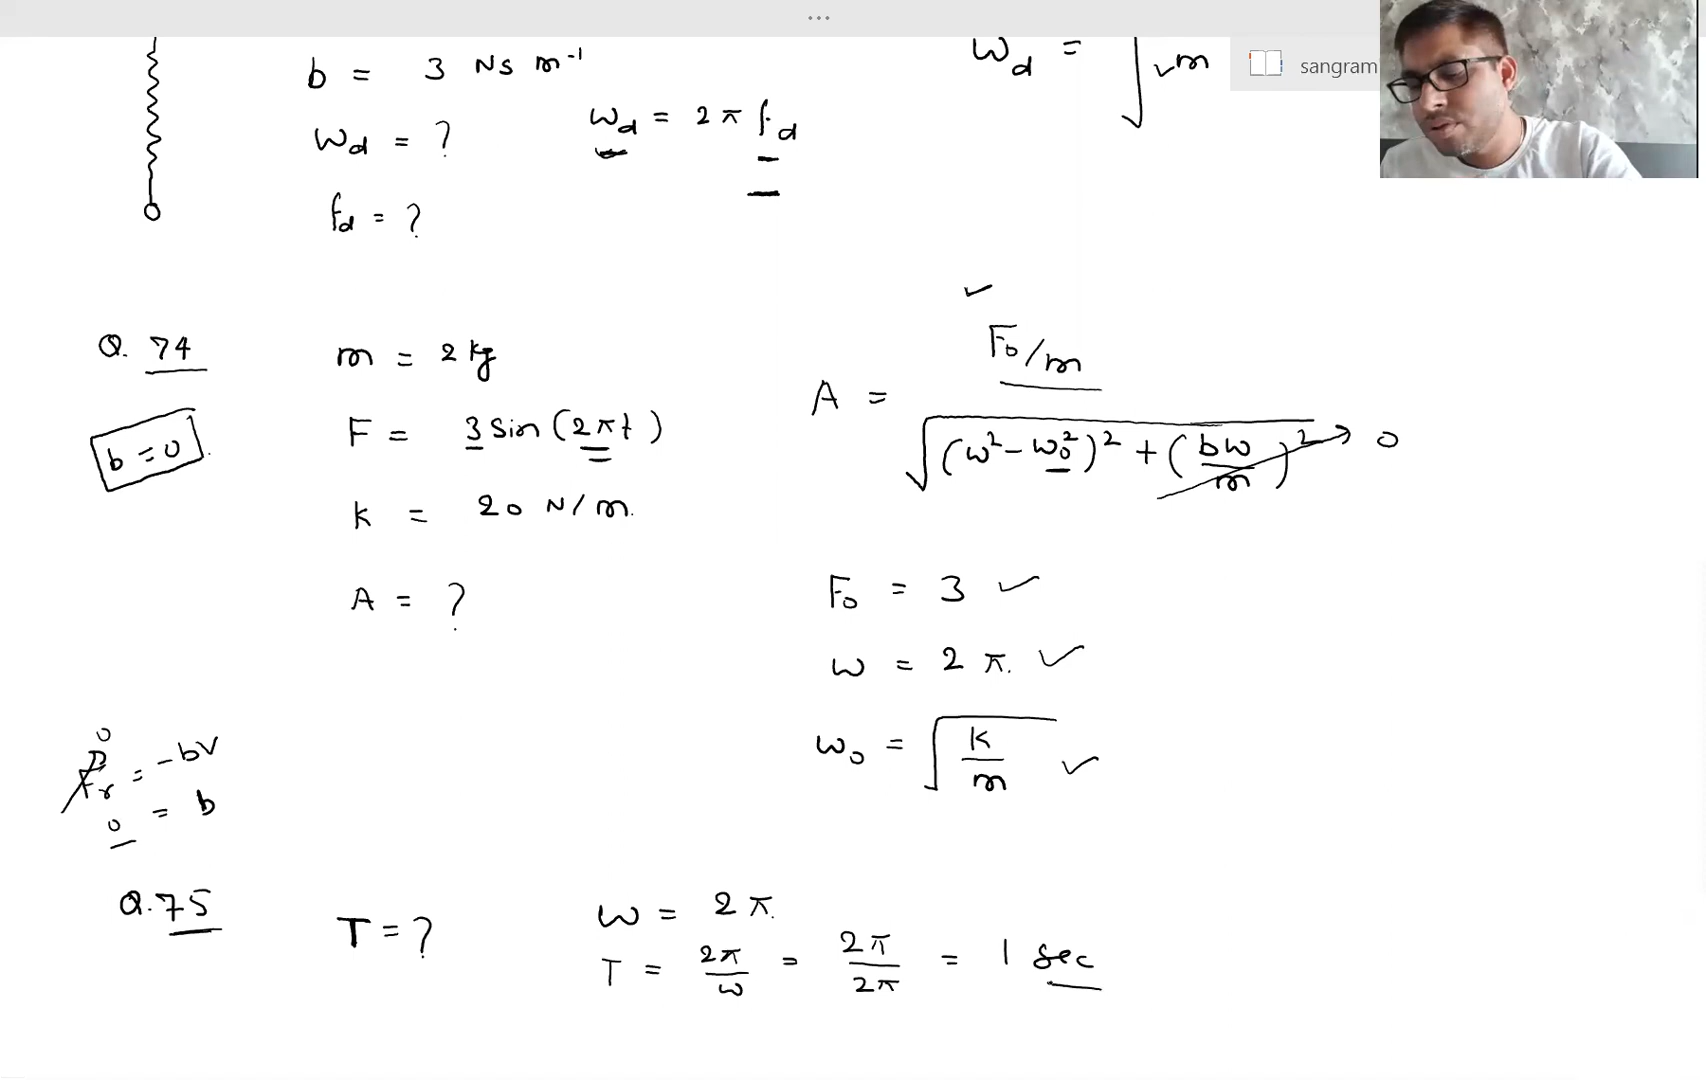 b = 3 Ns m⁻¹
ω_d = ?
ω_d = 2π f_d
f_d = ?
ω_d = √ m
sangram
Q. 74
b = 0
m = 2 kg
F = 3 sin (2πt)
k = 20 N/m.
A = ?
A = (F₀/m) / √((ω² - ω₀²)² + (bω/m)²) → 0
F₀ = 3 ✓
ω = 2π. ✓
ω₀ = √(k/m) ✓
0
Fr = -bv
0 = b
Q. 75
T = ?
ω = 2π.
T = 2π/ω = 2π/2π = 1 sec